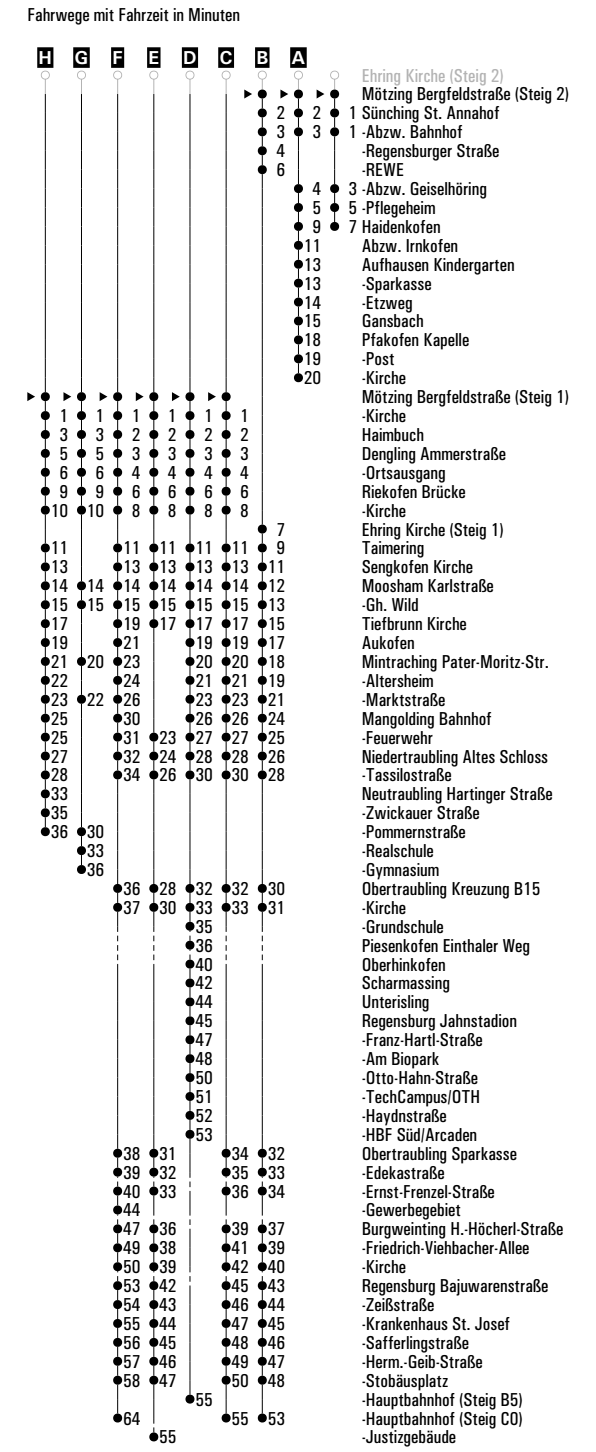 Fahrwege mit Fahrzeit in Minuten
H G F E D C B A
Ehring Kirche (Steig 2)
Mötzing Bergfeldstraße (Steig 2)
2 2 1 Sünching St. Annahof
3 3 1 -Abzw. Bahnhof
4 -Regensburger Straße
6 -REWE
4 3 -Abzw. Geiselhöring
5 5 -Pflegeheim
9 7 Haidenkofen
11 Abzw. Irnkofen
13 Aufhausen Kindergarten
13 -Sparkasse
14 -Etzweg
15 Gansbach
18 Pfakofen Kapelle
19 -Post
20 -Kirche
Mötzing Bergfeldstraße (Steig 1)
1 1 1 1 1 1 -Kirche
3 3 2 2 2 2 Haimbuch
5 5 3 3 3 3 Dengling Ammerstraße
6 6 4 4 4 4 -Ortsausgang
9 9 6 6 6 6 Riekofen Brücke
10 10 8 8 8 8 -Kirche
7 Ehring Kirche (Steig 1)
11 11 11 11 11 9 Taimering
13 13 13 13 13 11 Sengkofen Kirche
14 14 14 14 14 14 12 Moosham Karlstraße
15 15 15 15 15 15 13 -Gh. Wild
17 19 17 17 17 15 Tiefbrunn Kirche
19 21 19 19 17 Aukofen
21 20 23 20 20 18 Mintraching Pater-Moritz-Str.
22 24 21 21 19 -Altersheim
23 22 26 23 23 21 -Marktstraße
25 30 26 26 24 Mangolding Bahnhof
25 31 23 27 27 25 -Feuerwehr
27 32 24 28 28 26 Niedertraubling Altes Schloss
28 34 26 30 30 28 -Tassilostraße
33 Neutraubling Hartinger Straße
35 -Zwickauer Straße
36 30 -Pommernstraße
33 -Realschule
36 -Gymnasium
36 28 32 32 30 Obertraubling Kreuzung B15
37 30 33 33 31 -Kirche
35 -Grundschule
36 Piesenkofen Einthaler Weg
40 Oberhinkofen
42 Scharmassing
44 Unterisling
45 Regensburg Jahnstadion
47 -Franz-Hartl-Straße
48 -Am Biopark
50 -Otto-Hahn-Straße
51 -TechCampus/OTH
52 -Haydnstraße
53 -HBF Süd/Arcaden
38 31 34 32 Obertraubling Sparkasse
39 32 35 33 -Edekastraße
40 33 36 34 -Ernst-Frenzel-Straße
44 -Gewerbegebiet
47 36 39 37 Burgweinting H.-Höcherl-Straße
49 38 41 39 -Friedrich-Viehbacher-Allee
50 39 42 40 -Kirche
53 42 45 43 Regensburg Bajuwarenstraße
54 43 46 44 -Zeißstraße
55 44 47 45 -Krankenhaus St. Josef
56 45 48 46 -Safferlingstraße
57 46 49 47 -Herm.-Geib-Straße
58 47 50 48 -Stobäusplatz
55 -Hauptbahnhof (Steig B5)
64 55 53 -Hauptbahnhof (Steig C0)
55 -Justizgebäude